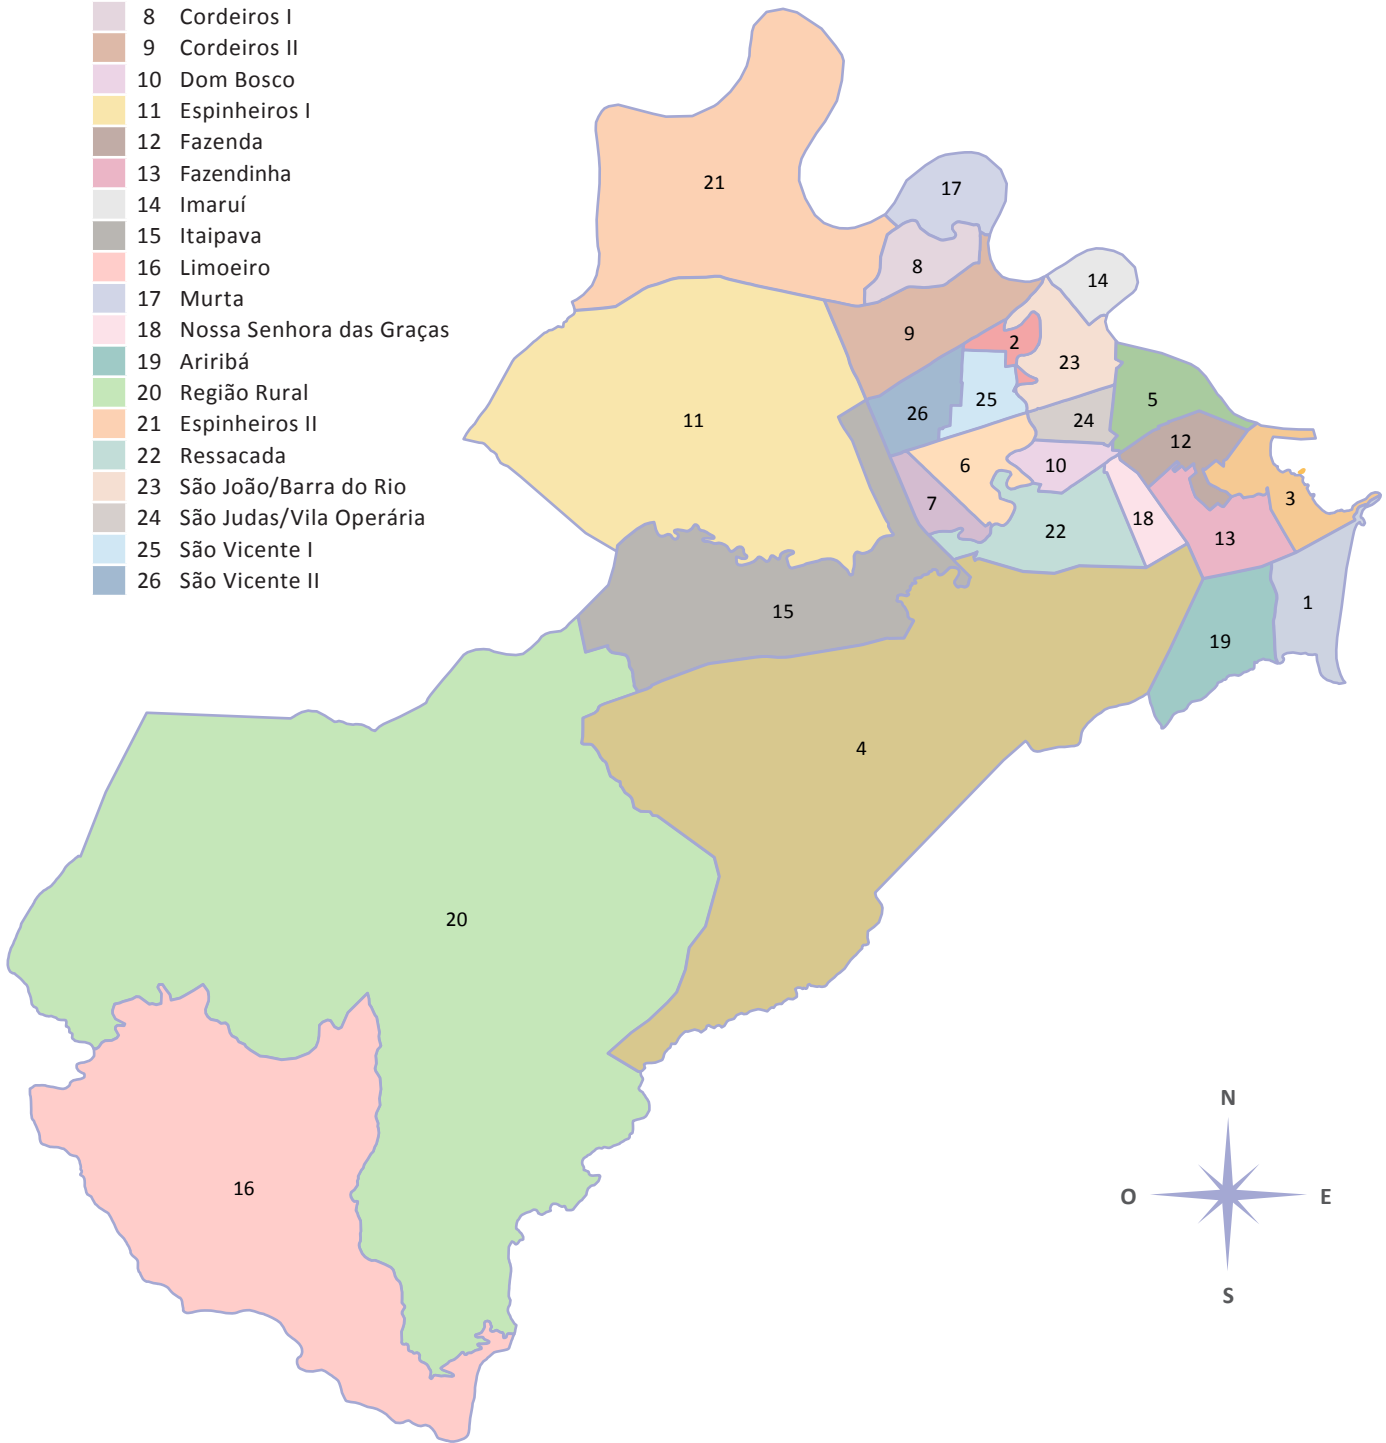 8 Cordeiros I
9 Cordeiros II
10 Dom Bosco
11 Espinheiros I
12 Fazenda
13 Fazendinha
14 Imaruí
15 Itaipava
16 Limoeiro
17 Murta
18 Nossa Senhora das Graças
19 Ariribá
20 Região Rural
21 Espinheiros II
22 Ressacada
23 São João/Barra do Rio
24 São Judas/Vila Operária
25 São Vicente I
26 São Vicente II
21
17
8
14
9
2
23
11
26
25
24
5
12
6
10
7
22
18
3
13
15
1
19
4
20
16
N
O
E
S